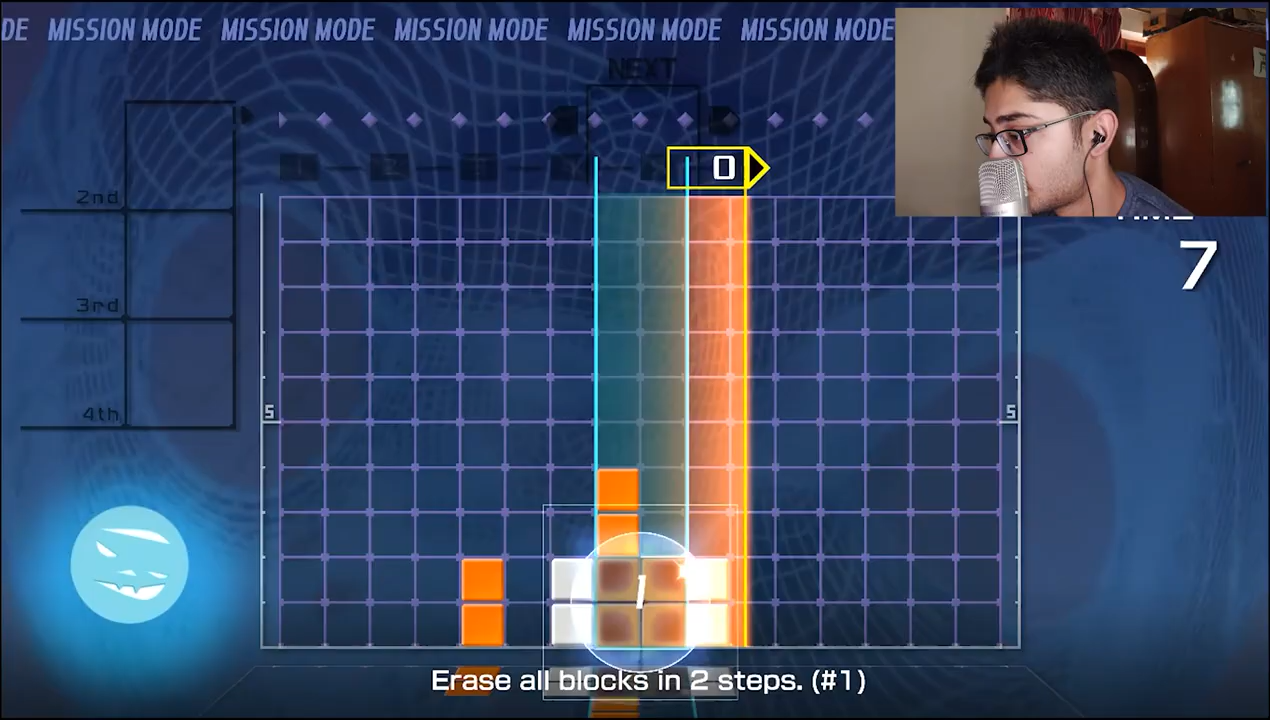 DE MISSION MODE MISSION MODE MISSION MODE MISSION MODE MISSION MODE
NEXT
0
2nd
TIME
7
3rd
4th
5 5
1
Erase all blocks in 2 steps. (#1)